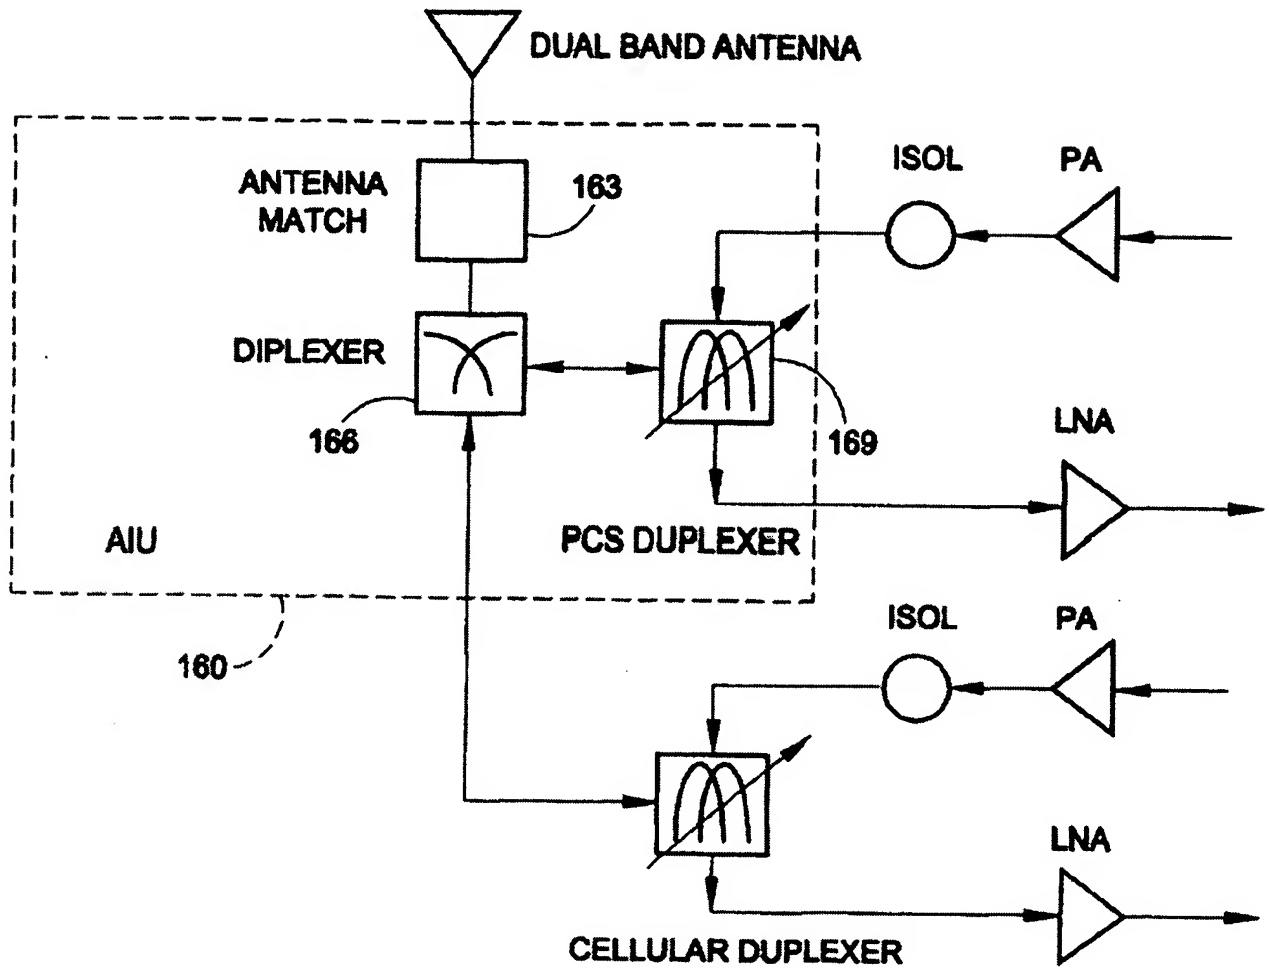 DUAL BAND ANTENNA
ISOL
PA
ANTENNA
MATCH
163
DIPLEXER
166
169
LNA
AIU
PCS DUPLEXER
160
ISOL
PA
LNA
CELLULAR DUPLEXER